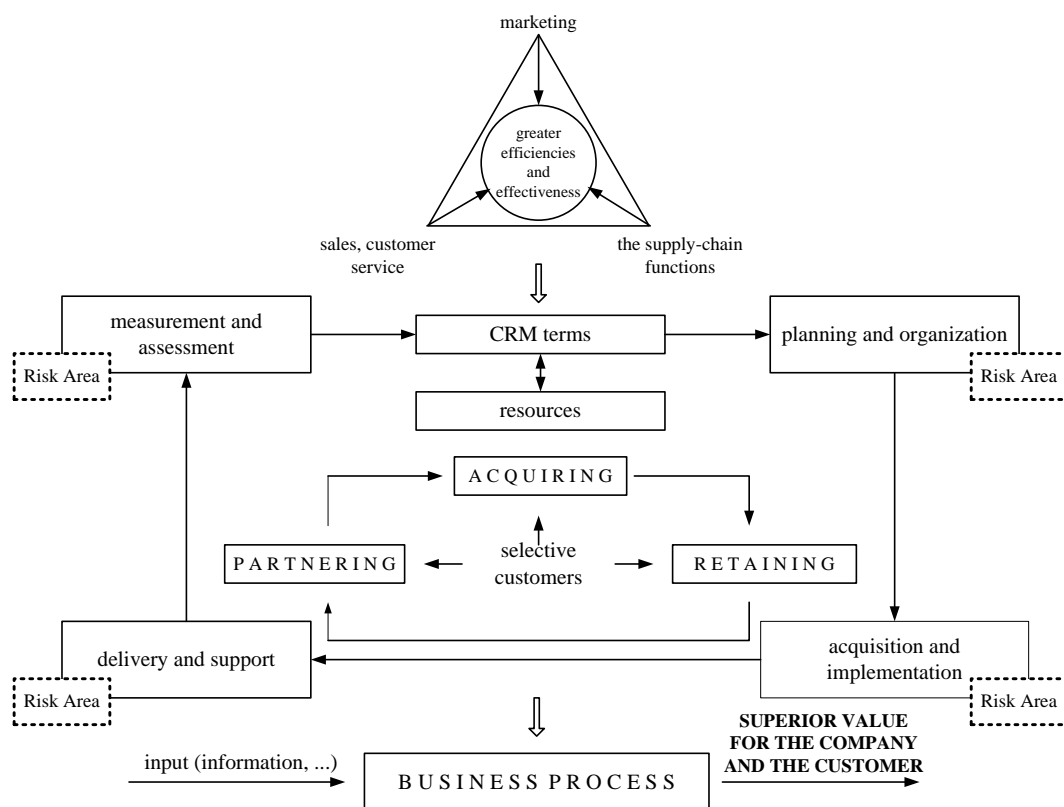 marketing
greater
efficiencies
and
effectiveness
sales, customer
service
the supply-chain
functions
measurement and
assessment
Risk Area
CRM terms
planning and organization
Risk Area
resources
ACQUIRING
PARTNERING
selective
customers
RETAINING
delivery and support
Risk Area
acquisition and
implementation
Risk Area
input (information, ...)
BUSINESS PROCESS
SUPERIOR VALUE
FOR THE COMPANY
AND THE CUSTOMER